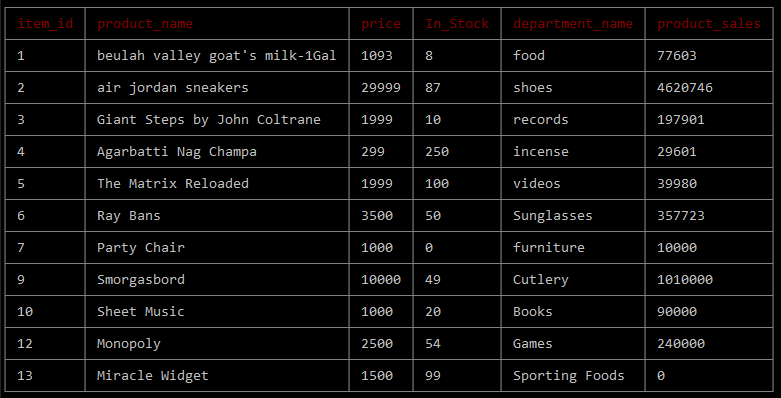 item_id product_name price In_Stock department_name product_sales
1 beulah valley goat's milk-1Gal 1093 8 food 77603
2 air jordan sneakers 29999 87 shoes 4620746
3 Giant Steps by John Coltrane 1999 10 records 197901
4 Agarbatti Nag Champa 299 250 incense 29601
5 The Matrix Reloaded 1999 100 videos 39980
6 Ray Bans 3500 50 Sunglasses 357723
7 Party Chair 1000 0 furniture 10000
9 Smorgasbord 10000 49 Cutlery 1010000
10 Sheet Music 1000 20 Books 90000
12 Monopoly 2500 54 Games 240000
13 Miracle Widget 1500 99 Sporting Foods 0